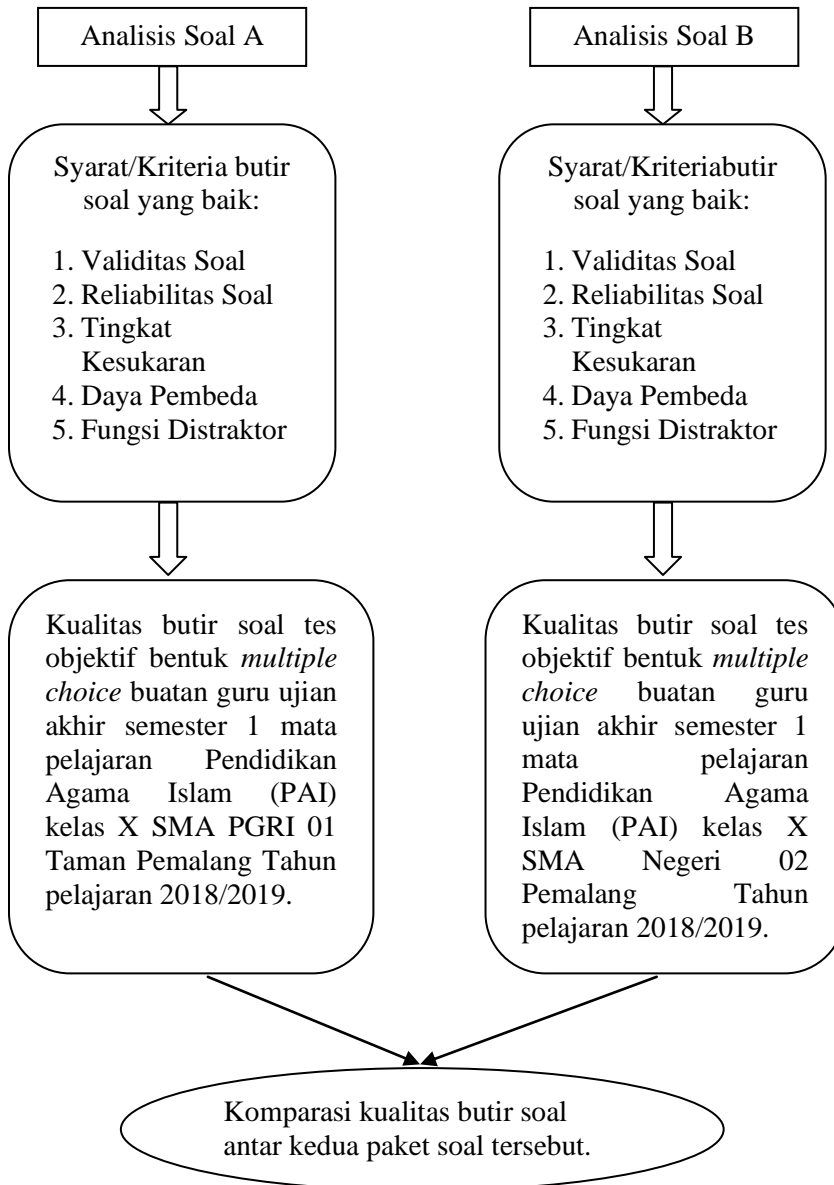 Analisis Soal A
Syarat/Kriteria butir
soal yang baik:
1. Validitas Soal
2. Reliabilitas Soal
3. Tingkat
Kesukaran
4. Daya Pembeda
5. Fungsi Distraktor
Kualitas butir soal tes
objektif bentuk multiple
choice buatan guru ujian
akhir semester 1 mata
pelajaran Pendidikan
Agama Islam (PAI)
kelas X SMA PGRI 01
Taman Pemalang Tahun
pelajaran 2018/2019.
Analisis Soal B
Syarat/Kriteriabutir
soal yang baik:
1. Validitas Soal
2. Reliabilitas Soal
3. Tingkat
Kesukaran
4. Daya Pembeda
5. Fungsi Distraktor
Kualitas butir soal tes
objektif bentuk multiple
choice buatan guru
ujian akhir semester 1
mata pelajaran
Pendidikan Agama
Islam (PAI) kelas X
SMA Negeri 02
Pemalang Tahun
pelajaran 2018/2019.
Komparasi kualitas butir soal
antar kedua paket soal tersebut.